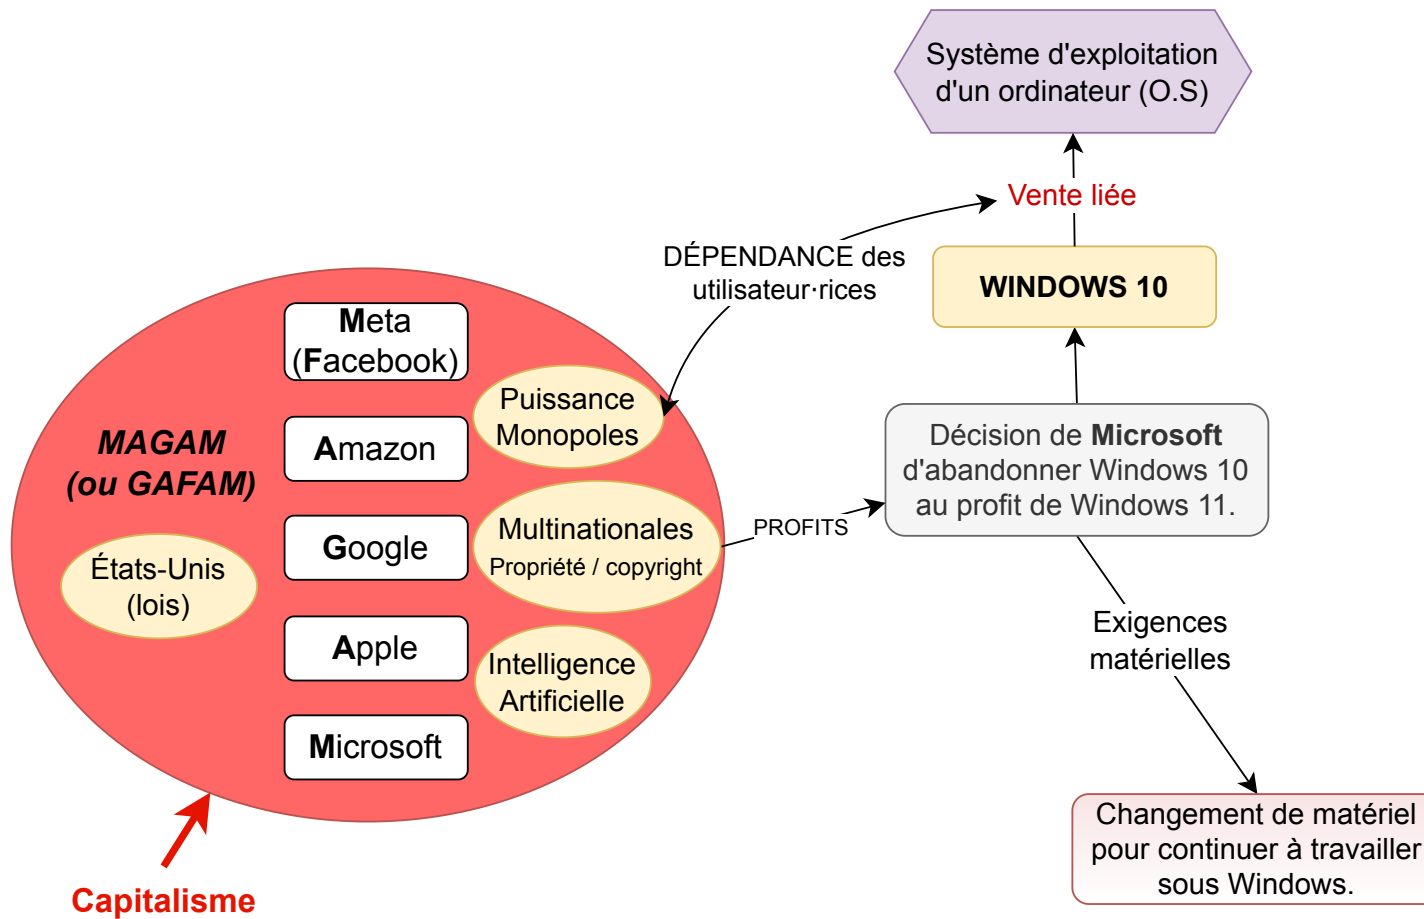 Système d'exploitation
d'un ordinateur (O.S)
Vente liée
DÉPENDANCE des
utilisateur·rices
WINDOWS 10
Meta
(Facebook)
Puissance
Monopoles
MAGAM
(ou GAFAM)
Amazon
Décision de Microsoft
d'abandonner Windows 10
au profit de Windows 11.
Multinationales
Propriété / copyright
PROFITS
Google
États-Unis
(lois)
Apple
Intelligence
Artificielle
Exigences
matérielles
Microsoft
Changement de matériel
pour continuer à travailler
sous Windows.
Capitalisme